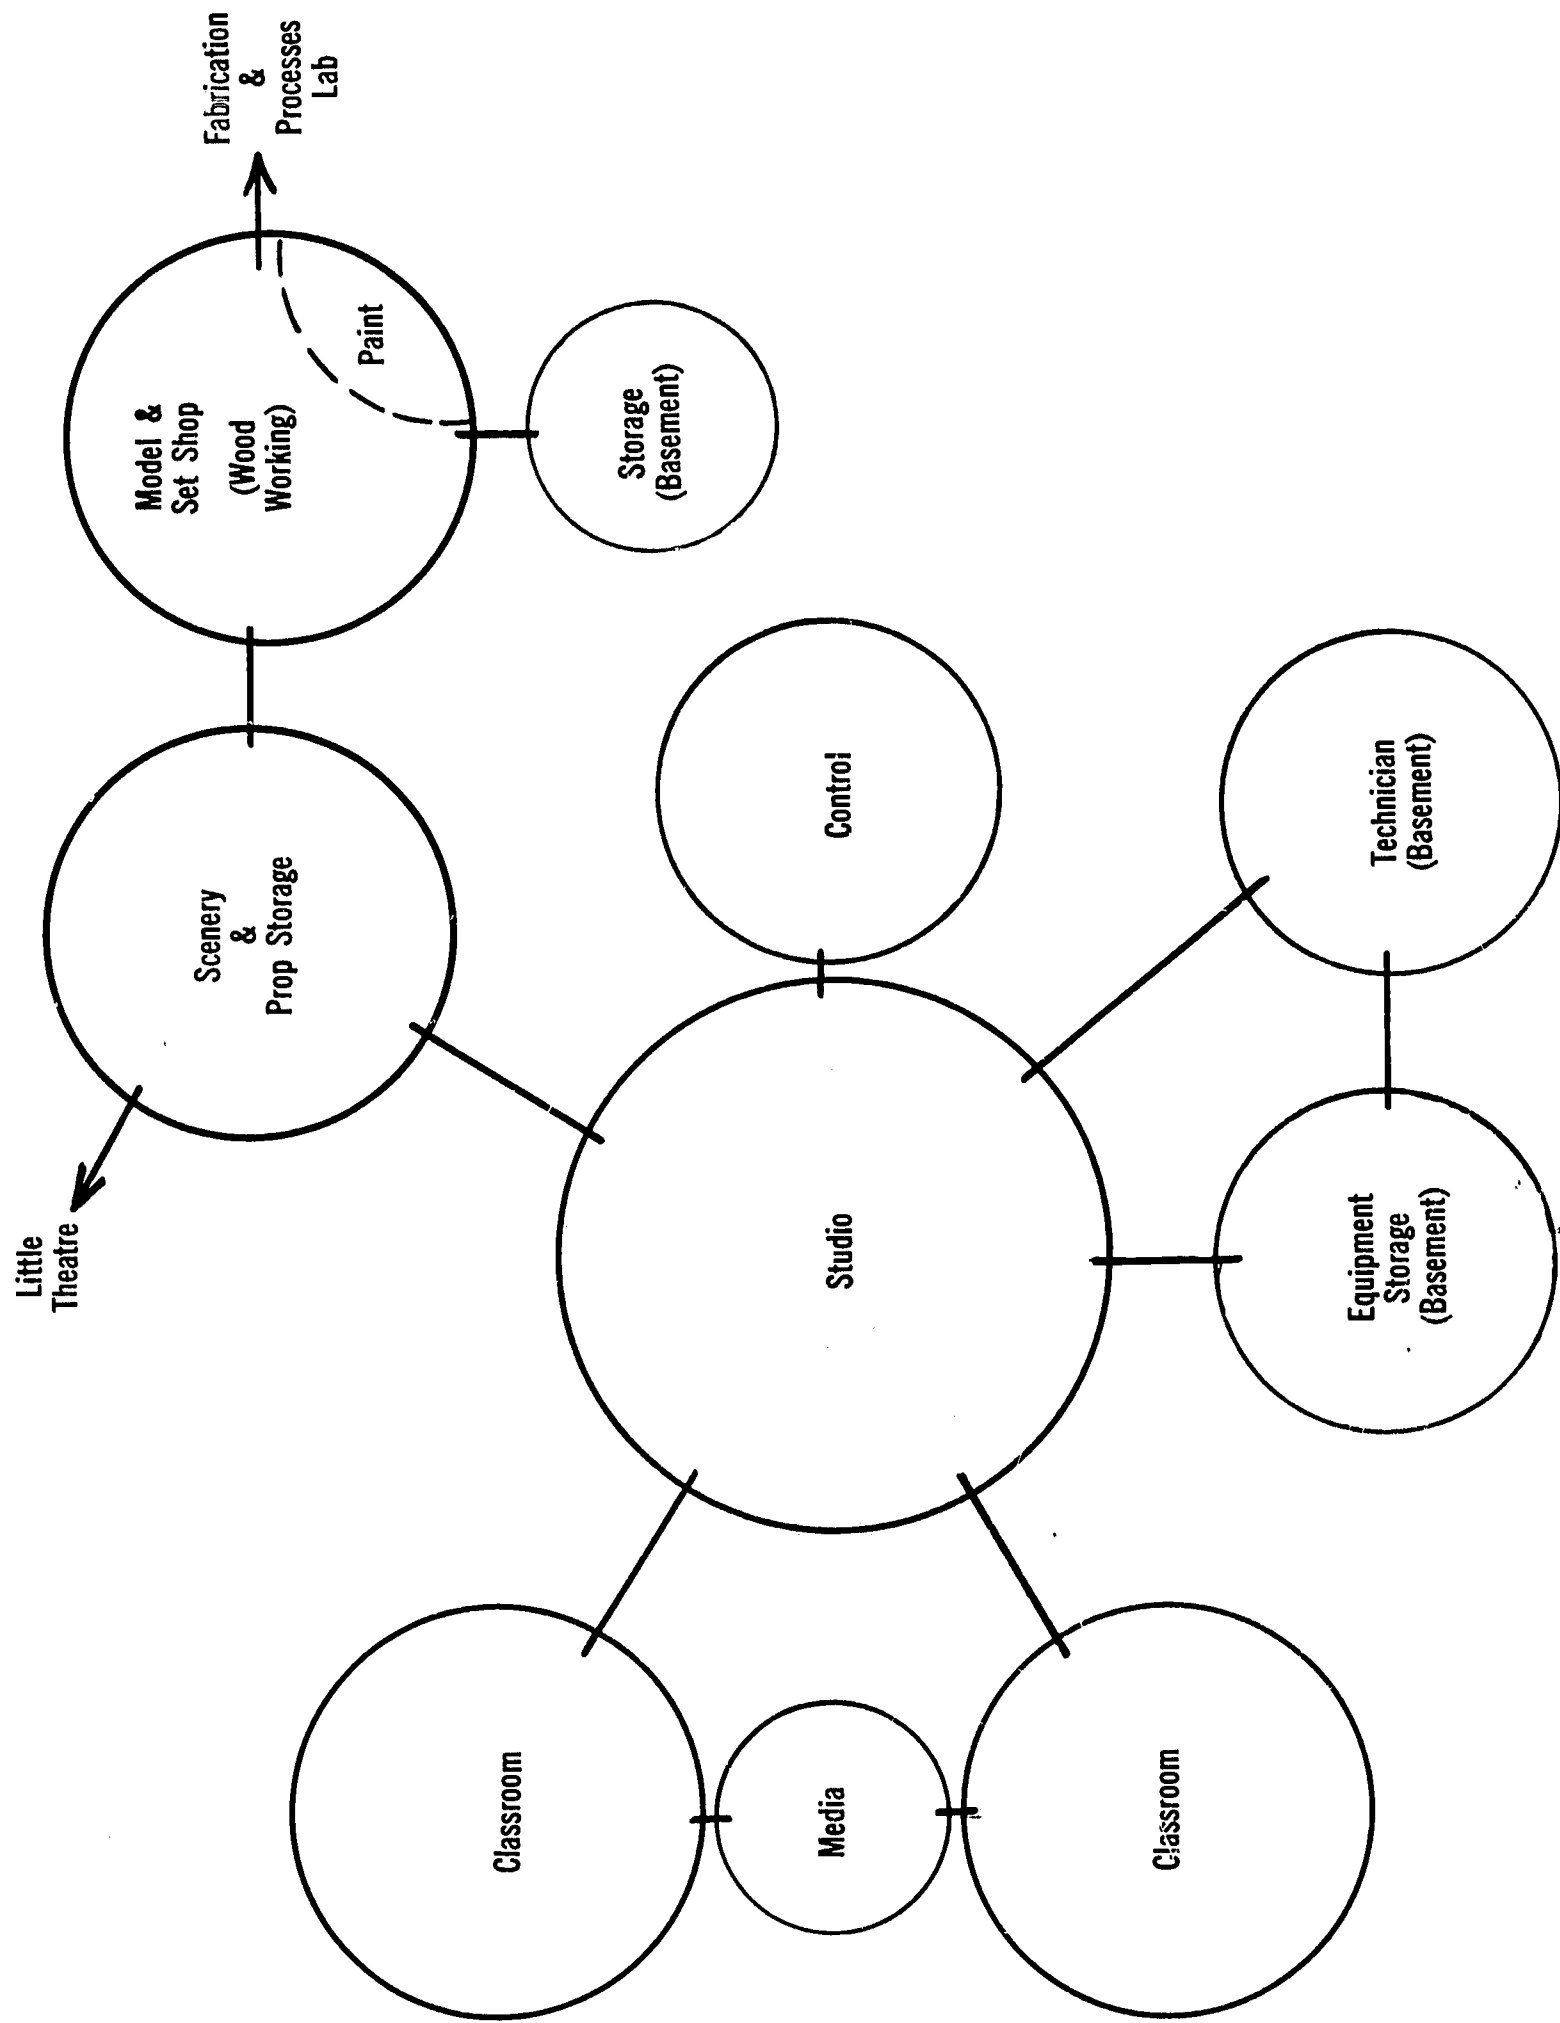 Little
Theatre
Scenery
&
Prop Storage
Model &
Set Shop
(Wood
Working)
Paint
Fabrication
&
Processes
Lab
Storage
(Basement)
Classroom
Media
Classroom
Studio
Control
Equipment
Storage
(Basement)
Technician
(Basement)